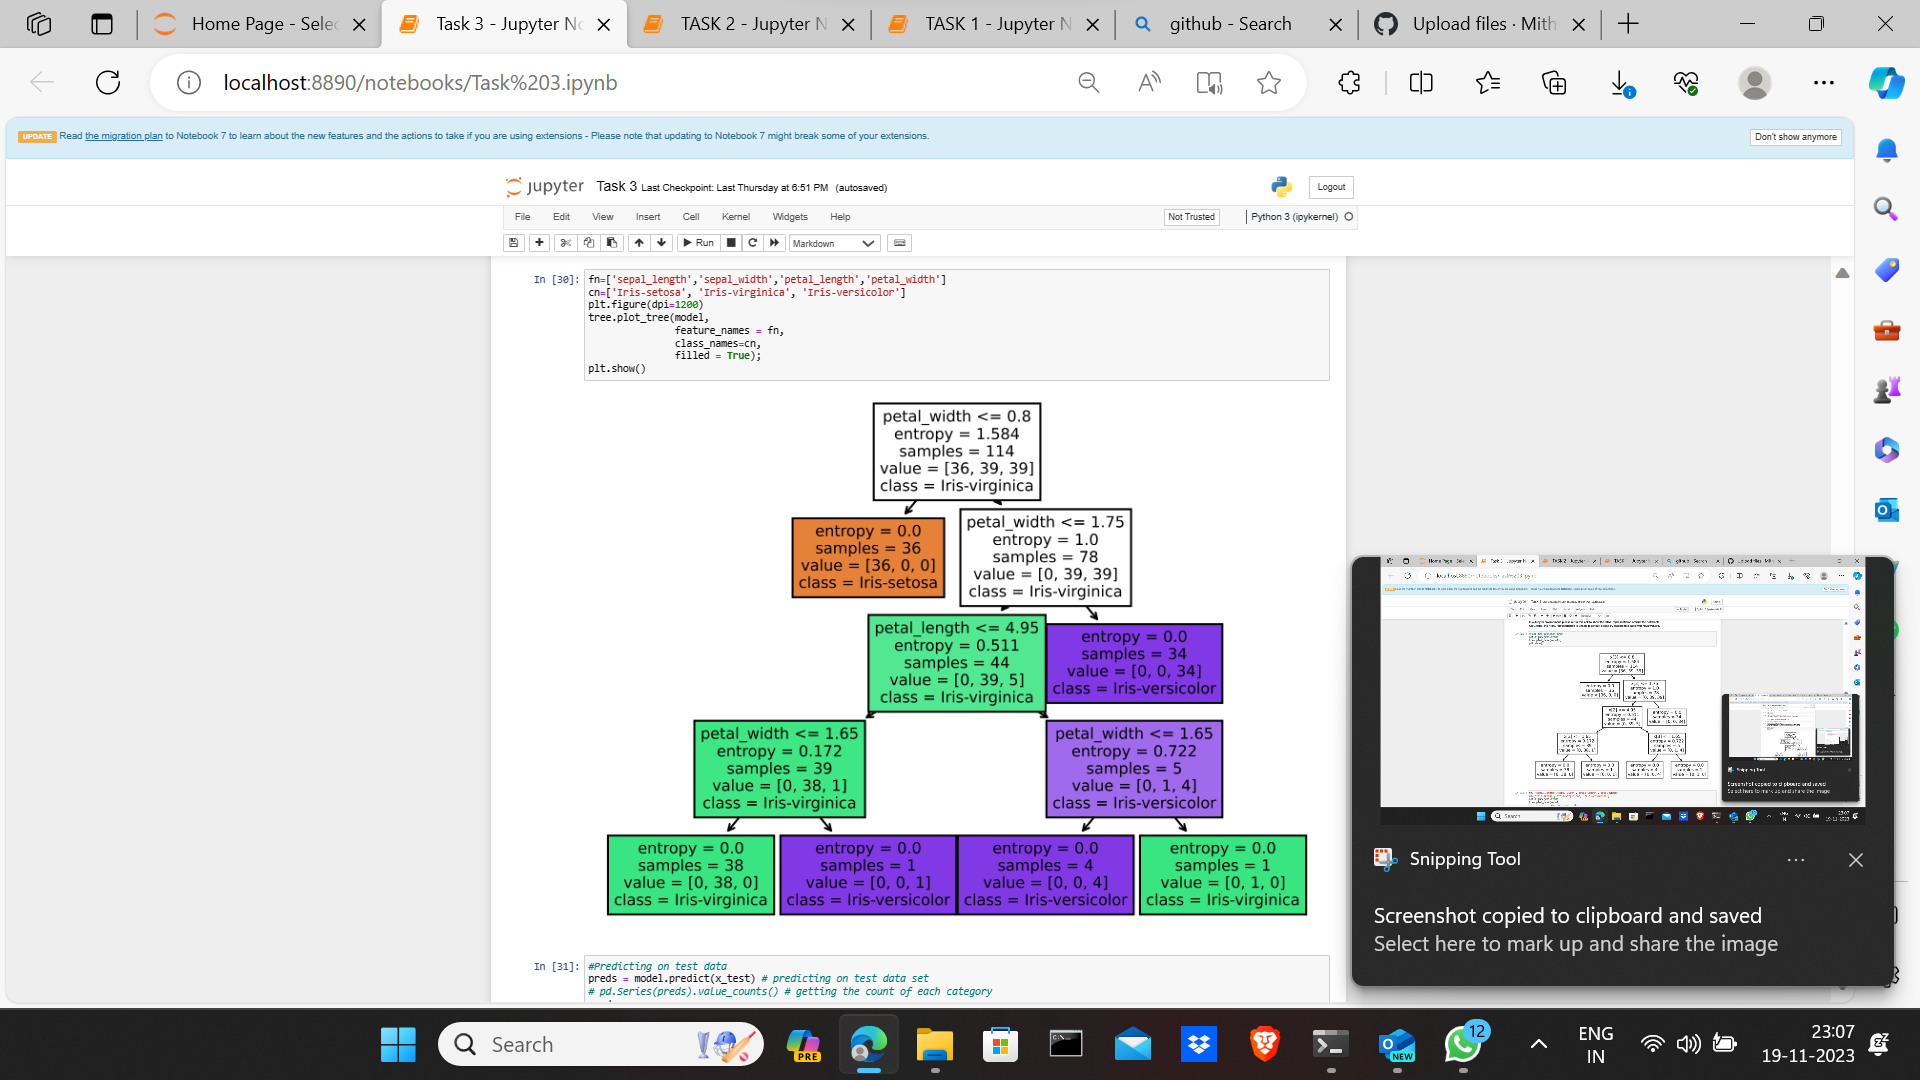 Home Page - Selec
Task 3 - Jupyter No
TASK 2 - Jupyter N
TASK 1 - Jupyter N
github - Search
Upload files · Mith
localhost:8890/notebooks/Task%203.ipynb
UPDATE Read the migration plan to Notebook 7 to learn about the new features and the actions to take if you are using extensions - Please note that updating to Notebook 7 might break some of your extensions.
Don't show anymore
jupyter Task 3 Last Checkpoint: Last Thursday at 6:51 PM (autosaved)
Logout
File Edit View Insert Cell Kernel Widgets Help
Not Trusted
Python 3 (ipykernel)
Run
Markdown
In [30]: fn=['sepal_length','sepal_width','petal_length','petal_width']
cn=['Iris-setosa', 'Iris-virginica', 'Iris-versicolor']
plt.figure(dpi=1200)
tree.plot_tree(model,
feature_names = fn,
class_names=cn,
filled = True);
plt.show()
petal_width <= 0.8
entropy = 1.584
samples = 114
value = [36, 39, 39]
class = Iris-virginica
entropy = 0.0
samples = 36
value = [36, 0, 0]
class = Iris-setosa
petal_width <= 1.75
entropy = 1.0
samples = 78
value = [0, 39, 39]
class = Iris-virginica
petal_length <= 4.95
entropy = 0.511
samples = 44
value = [0, 39, 5]
class = Iris-virginica
entropy = 0.0
samples = 34
value = [0, 0, 34]
class = Iris-versicolor
petal_width <= 1.65
entropy = 0.172
samples = 39
value = [0, 38, 1]
class = Iris-virginica
petal_width <= 1.65
entropy = 0.722
samples = 5
value = [0, 1, 4]
class = Iris-versicolor
entropy = 0.0
samples = 38
value = [0, 38, 0]
class = Iris-virginica
entropy = 0.0
samples = 1
value = [0, 0, 1]
class = Iris-versicolor
entropy = 0.0
samples = 4
value = [0, 0, 4]
class = Iris-versicolor
entropy = 0.0
samples = 1
value = [0, 1, 0]
class = Iris-virginica
In [31]: #Predicting on test data
preds = model.predict(x_test) # predicting on test data set
# pd.Series(preds).value_counts() # getting the count of each category
Snipping Tool
Screenshot copied to clipboard and saved
Select here to mark up and share the image
Search
PRE
NEW
12
ENG
IN
23:07
19-11-2023